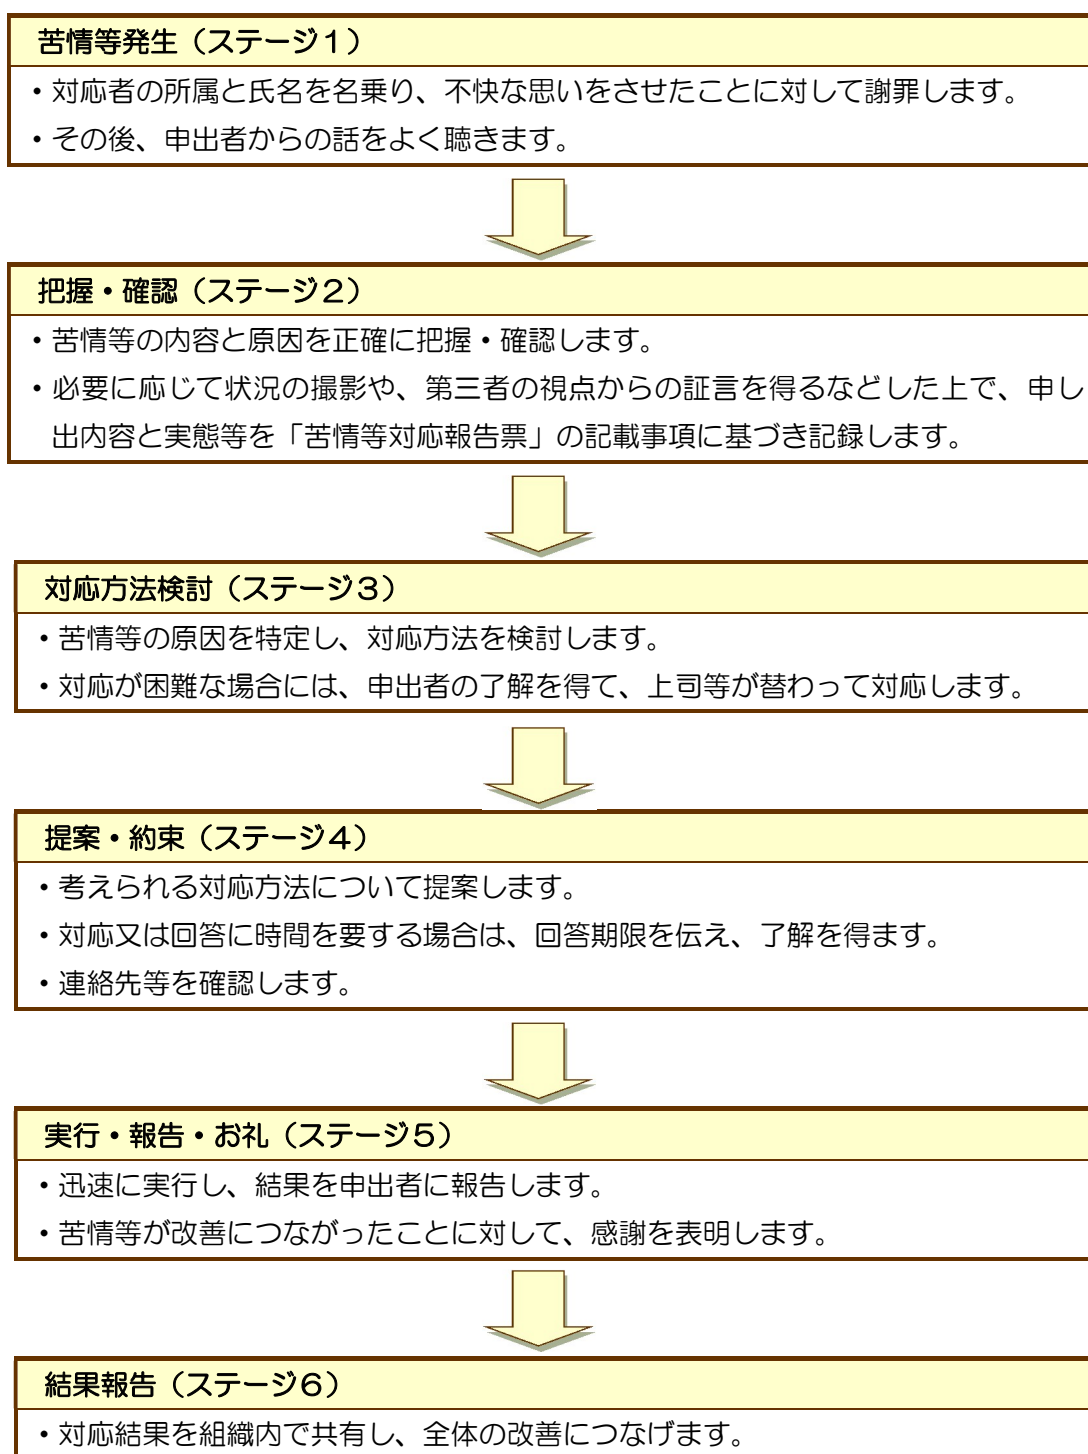 苦情等発生（ステージ１）
・対応者の所属と氏名を名乗り、不快な思いをさせたことに対して謝罪します。
・その後、申出者からの話をよく聴きます。
把握・確認（ステージ２）
・苦情等の内容と原因を正確に把握・確認します。
・必要に応じて状況の撮影や、第三者の視点からの証言を得るなどした上で、申し
出内容と実態等を「苦情等対応報告票」の記載事項に基づき記録します。
対応方法検討（ステージ３）
・苦情等の原因を特定し、対応方法を検討します。
・対応が困難な場合には、申出者の了解を得て、上司等が替わって対応します。
提案・約束（ステージ４）
・考えられる対応方法について提案します。
・対応又は回答に時間を要する場合は、回答期限を伝え、了解を得ます。
・連絡先等を確認します。
実行・報告・お礼（ステージ５）
・迅速に実行し、結果を申出者に報告します。
・苦情等が改善につながったことに対して、感謝を表明します。
結果報告（ステージ６）
・対応結果を組織内で共有し、全体の改善につなげます。